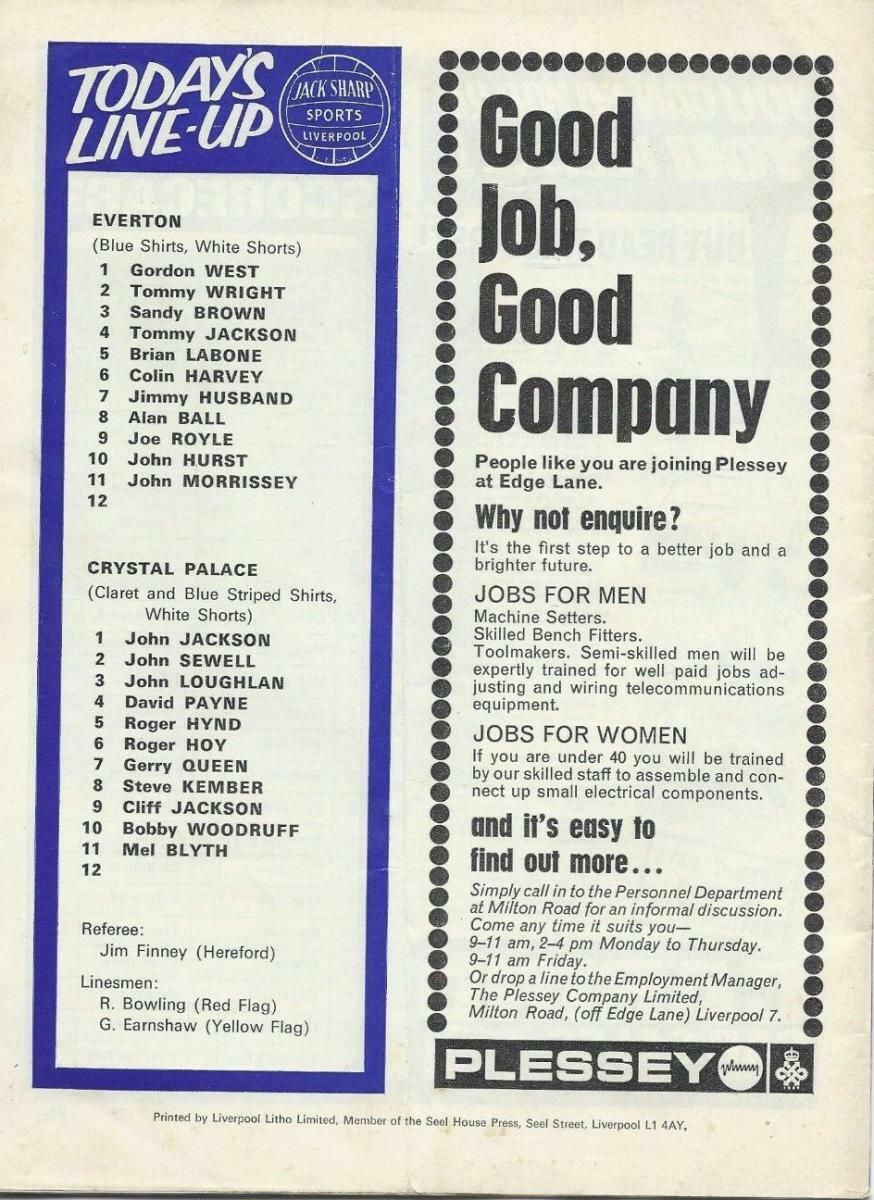 TODAY'S
LINE-UP
JACK SHARP
SPORTS
LIVERPOOL
EVERTON
(Blue Shirts, White Shorts)
1 Gordon WEST
2 Tommy WRIGHT
3 Sandy BROWN
4 Tommy JACKSON
5 Brian LABONE
6 Colin HARVEY
7 Jimmy HUSBAND
8 Alan BALL
9 Joe ROYLE
10 John HURST
11 John MORRISSEY
12
CRYSTAL PALACE
(Claret and Blue Striped Shirts,
White Shorts)
1 John JACKSON
2 John SEWELL
3 John LOUGHLAN
4 David PAYNE
5 Roger HYND
6 Roger HOY
7 Gerry QUEEN
8 Steve KEMBER
9 Cliff JACKSON
10 Bobby WOODRUFF
11 Mel BLYTH
12
Referee:
Jim Finney (Hereford)
Linesmen:
R. Bowling (Red Flag)
G. Earnshaw (Yellow Flag)
Good
Job,
Good
Company
People like you are joining Plessey
at Edge Lane.
Why not enquire?
It's the first step to a better job and a
brighter future.
JOBS FOR MEN
Machine Setters.
Skilled Bench Fitters.
Toolmakers. Semi-skilled men will be
expertly trained for well paid jobs ad-
justing and wiring telecommunications
equipment.
JOBS FOR WOMEN
If you are under 40 you will be trained
by our skilled staff to assemble and con-
nect up small electrical components.
and it's easy to
find out more...
Simply call in to the Personnel Department
at Milton Road for an informal discussion.
Come any time it suits you—
9–11 am, 2–4 pm Monday to Thursday.
9–11 am Friday.
Or drop a line to the Employment Manager,
The Plessey Company Limited,
Milton Road, (off Edge Lane) Liverpool 7.
PLESSEY
Printed by Liverpool Litho Limited, Member of the Seel House Press, Seel Street, Liverpool L1 4AY.